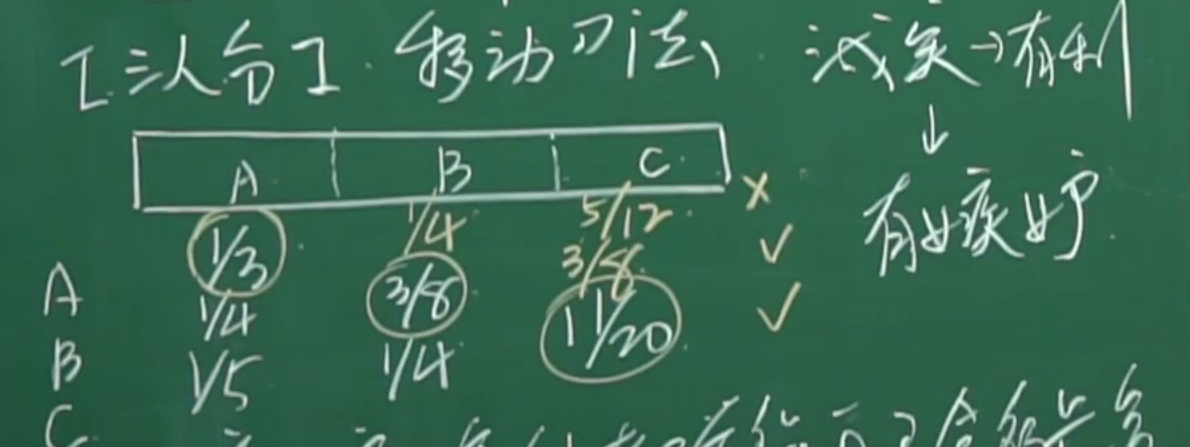 [三人分] 移动刀法 诚实→有利
↓
A B C
有嫉妒
1/3 1/4 5/12 ×
A 1/4 3/8 3/8 ✓
B 1/5 1/4 11/20 ✓
C